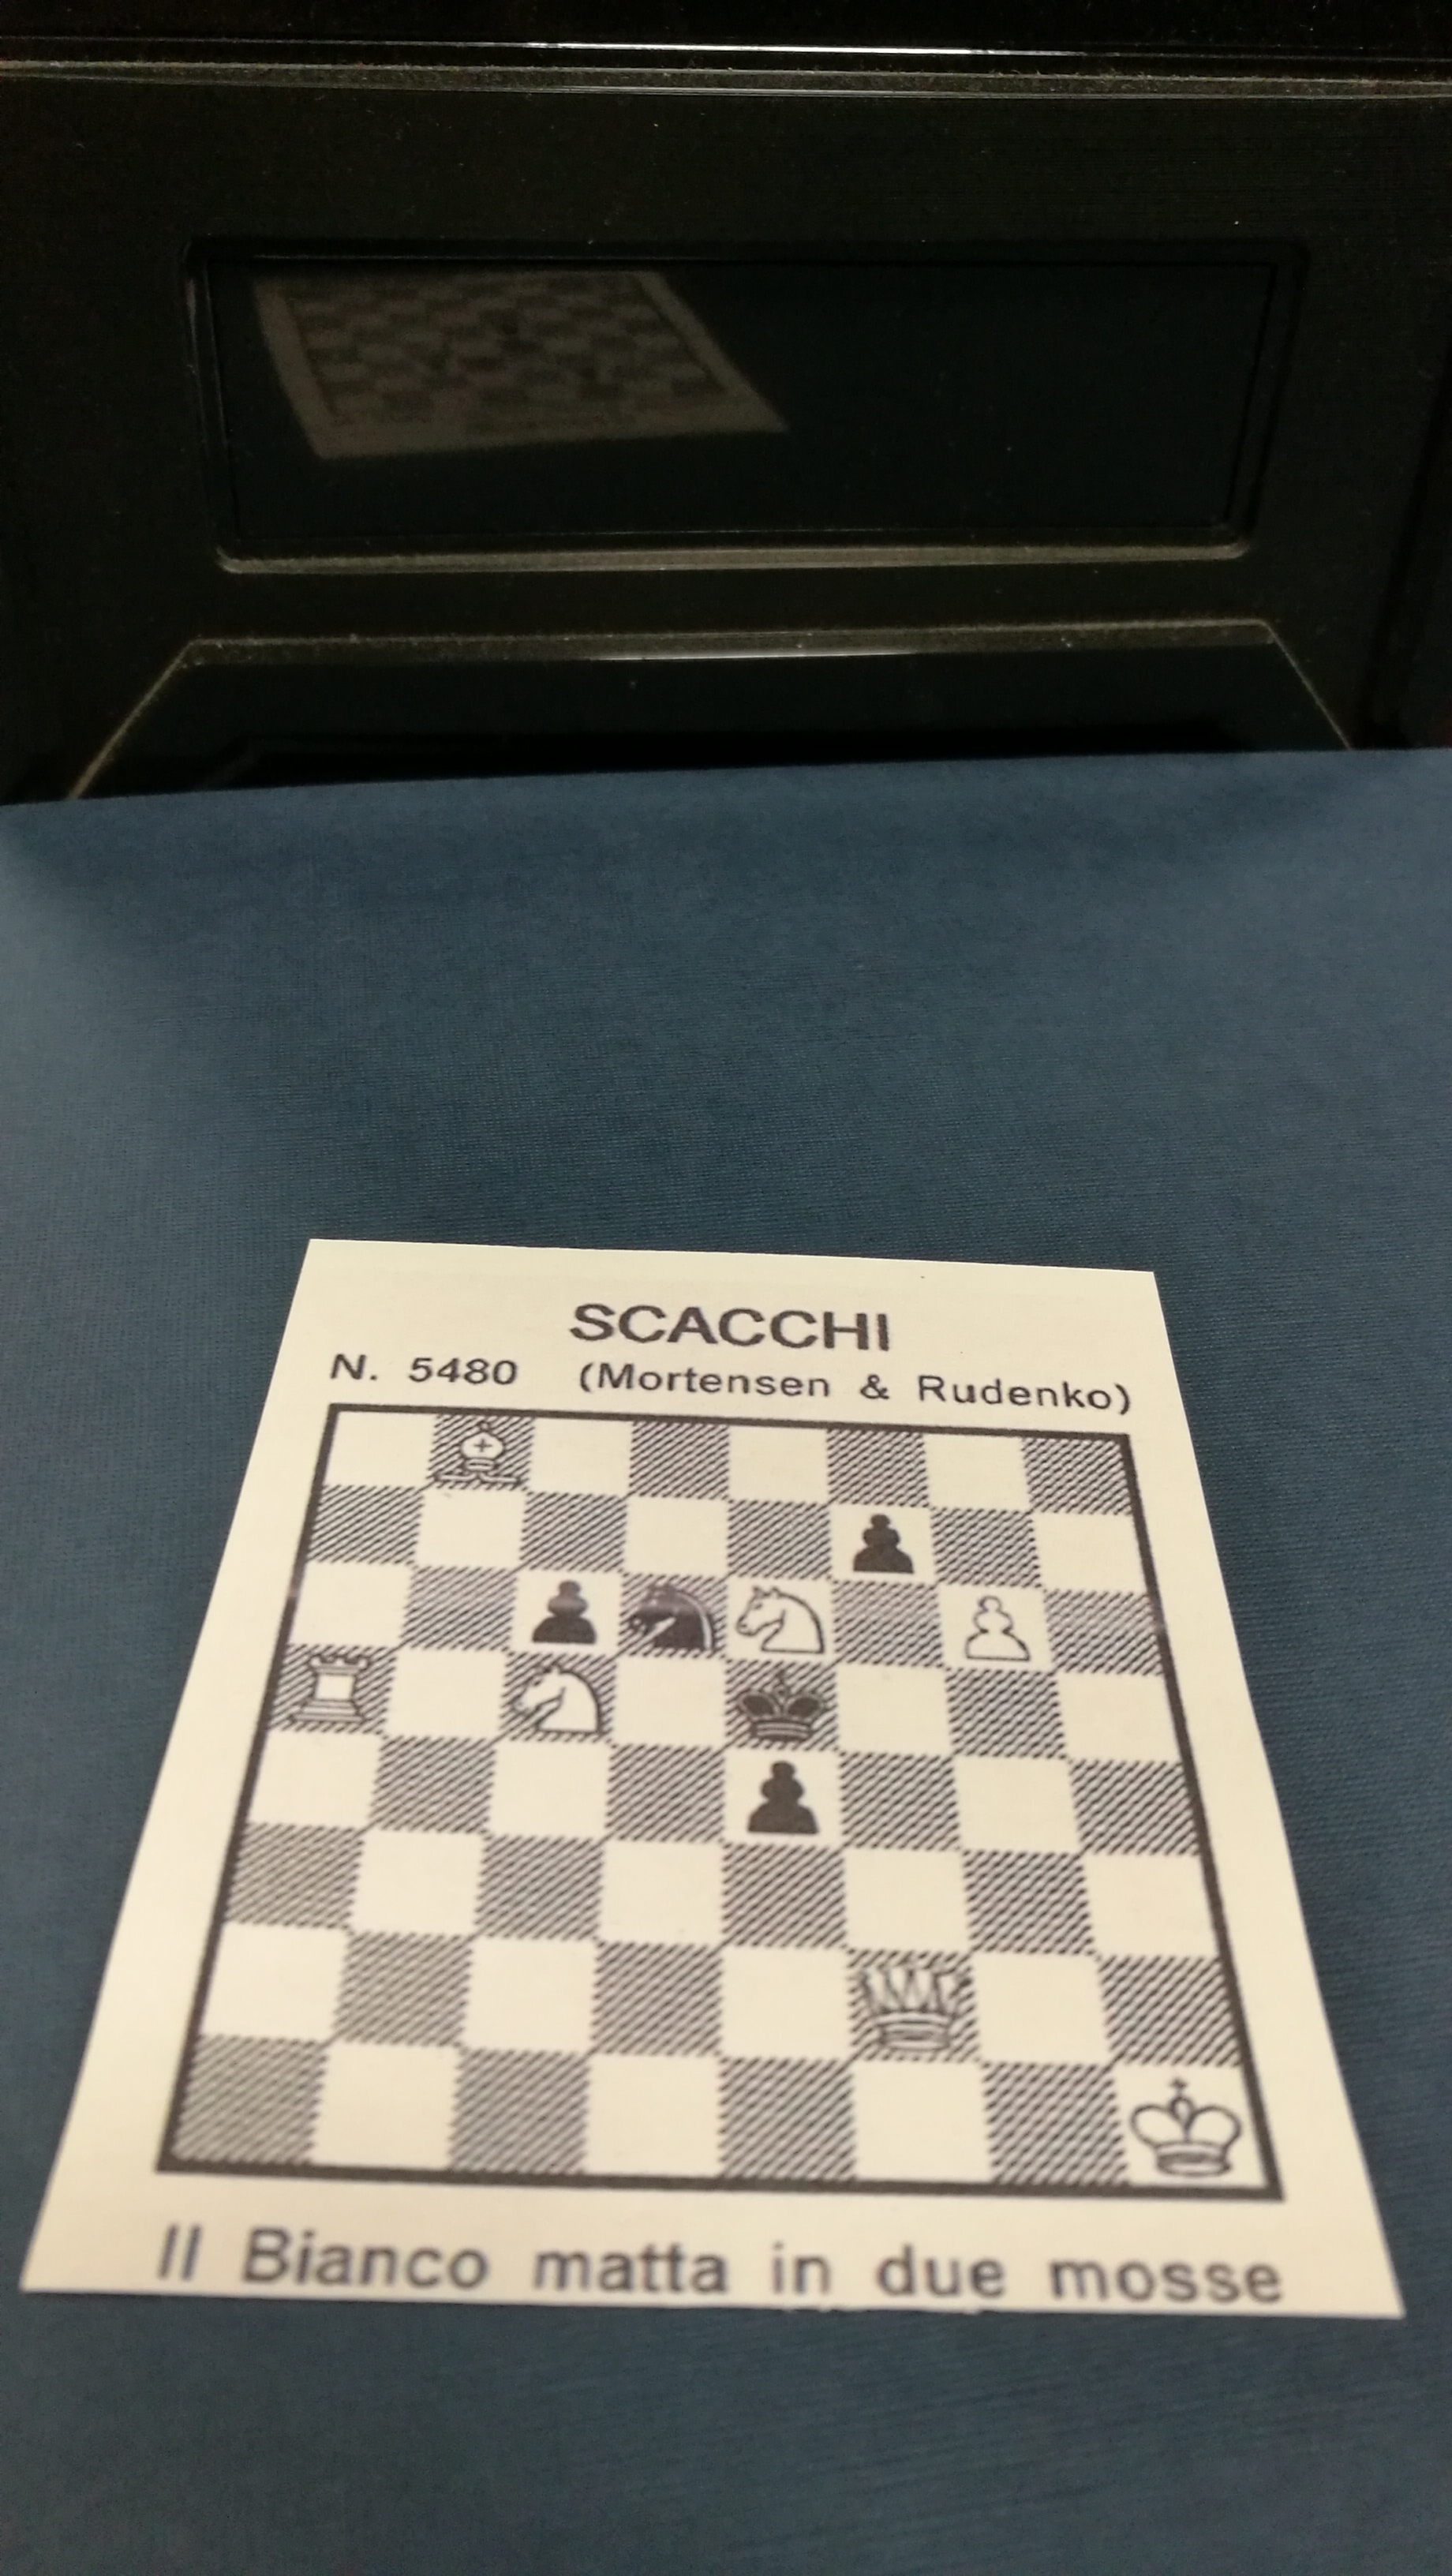 SCACCHI
N. 5480 (Mortensen & Rudenko)
Il Bianco matta in due mosse